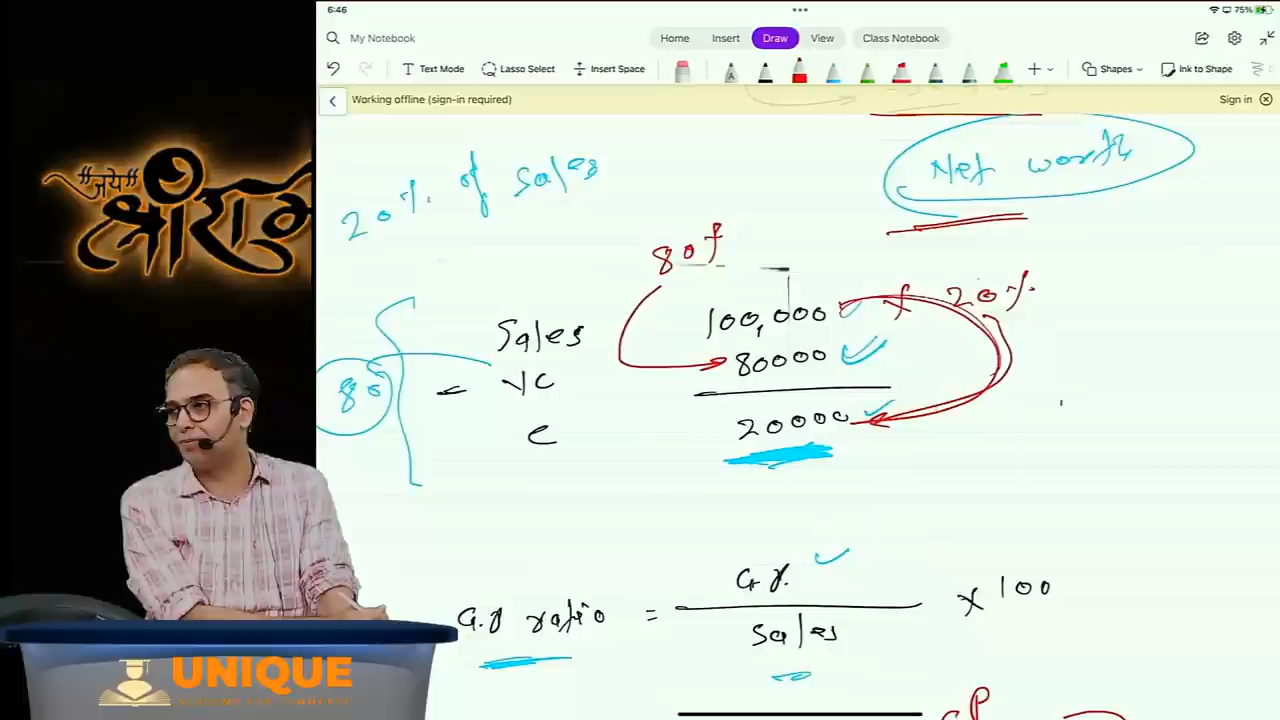 6:46
75%
My Notebook
Home Insert Draw View Class Notebook
Text Mode Lasso Select Insert Space Shapes Ink to Shape
Working offline (sign-in required) Sign in
#जय#
श्रीराम
20% of Sales
Net worth
80%
Sales 100,000 × 20%
80 - VC 80000
C 20000
G.P ratio = G.P. / Sales × 100
GP
UNIQUE